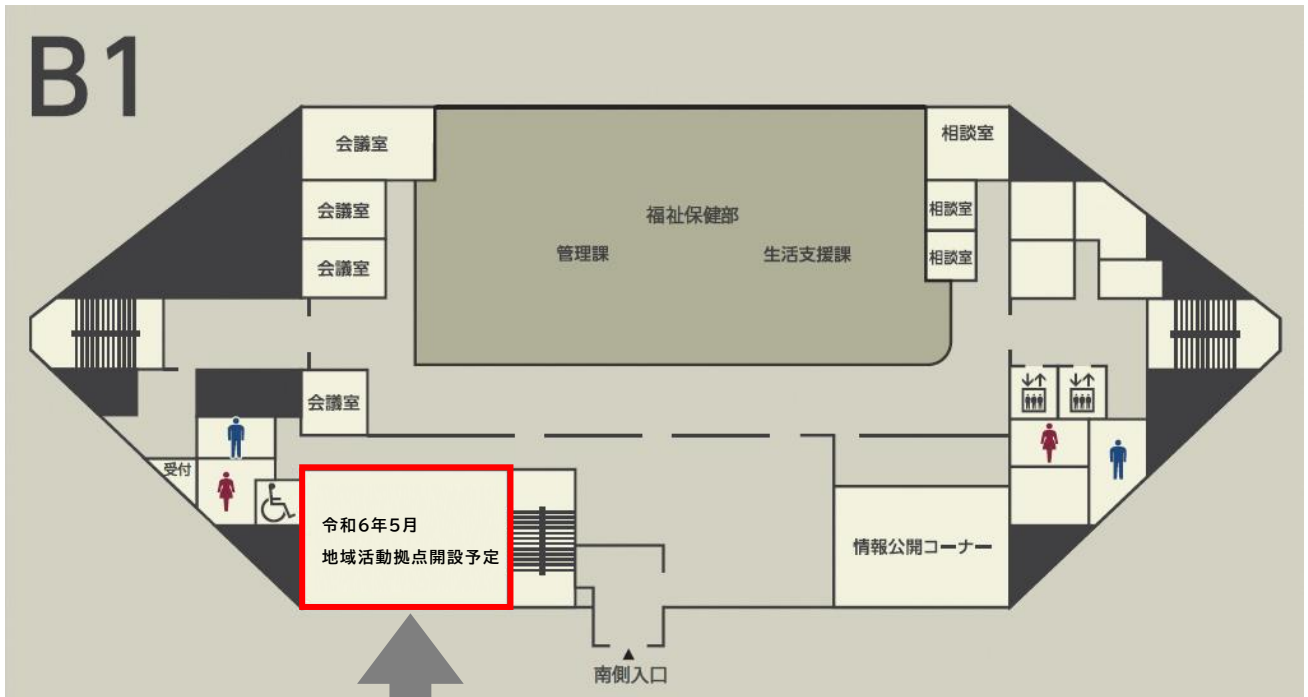 B1
会議室
相談室
会議室
福祉保健部
相談室
管理課
生活支援課
会議室
相談室
会議室
受付
令和6年5月
地域活動拠点開設予定
情報公開コーナー
南側入口